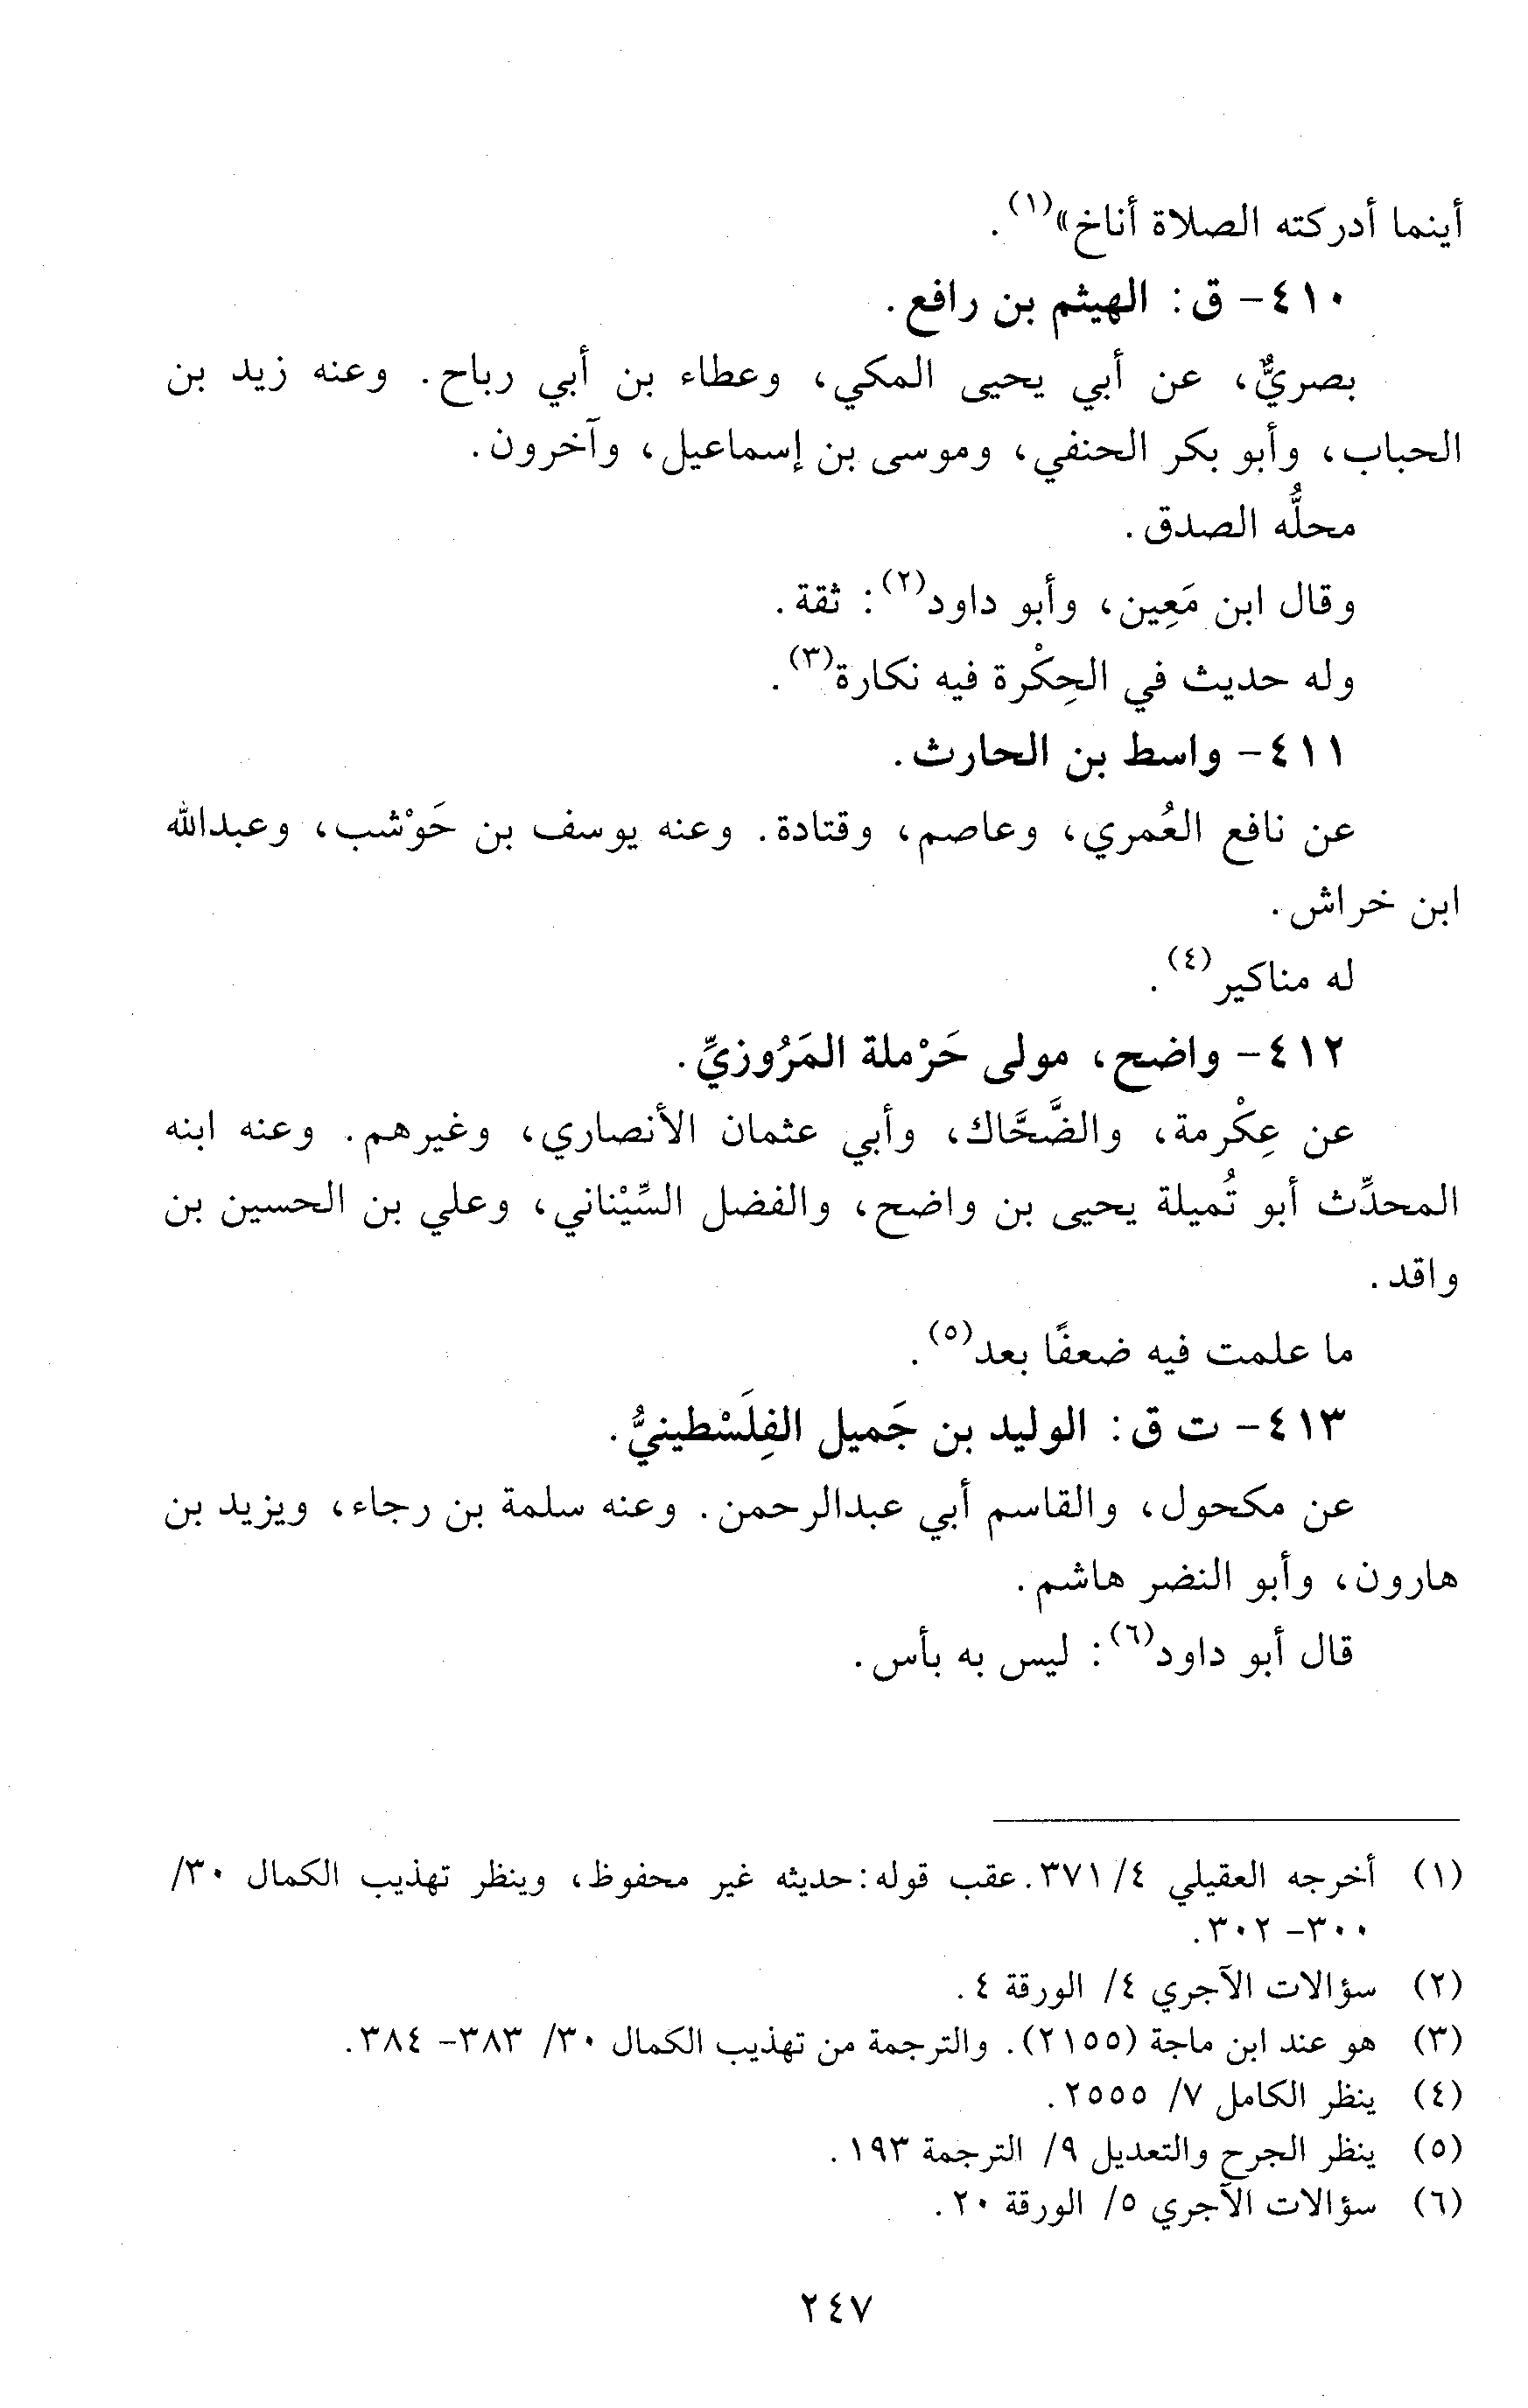 أينما أدركته الصلاة أناخ»(١).
٤١٠- ق: الهيثم بن رافع.
بصريٌّ، عن أبي يحيى المكي، وعطاء بن أبي رباح. وعنه زيد بن
الحباب، وأبو بكر الحنفي، وموسى بن إسماعيل، وآخرون.
محلُّه الصدق.
وقال ابن مَعِين، وأبو داود(٢): ثقة.
وله حديث في الحِكْرة فيه نكارة(٣).
٤١١- واسط بن الحارث.
عن نافع العُمري، وعاصم، وقتادة. وعنه يوسف بن حَوْشب، وعبدالله
ابن خراش.
له مناكير(٤).
٤١٢- واضح، مولى حَرْملة المَرُوزيِّ.
عن عِكْرمة، والضَّحَّاك، وأبي عثمان الأنصاري، وغيرهم. وعنه ابنه
المحدِّث أبو تُميلة يحيى بن واضح، والفضل السِّيْناني، وعلي بن الحسين بن
واقد.
ما علمت فيه ضعفًا بعد(٥).
٤١٣- ت ق: الوليد بن جَميل الفِلَسْطينيُّ.
عن مكحول، والقاسم أبي عبدالرحمن. وعنه سلمة بن رجاء، ويزيد بن
هارون، وأبو النضر هاشم.
قال أبو داود(٦): ليس به بأس.
(١) أخرجه العقيلي ٤/ ٣٧١.عقب قوله:حديثه غير محفوظ، وينظر تهذيب الكمال ٣٠/
٣٠٠- ٣٠٢.
(٢) سؤالات الآجري ٤/ الورقة ٤.
(٣) هو عند ابن ماجة (٢١٥٥). والترجمة من تهذيب الكمال ٣٠/ ٣٨٣- ٣٨٤.
(٤) ينظر الكامل ٧/ ٢٥٥٥.
(٥) ينظر الجرح والتعديل ٩/ الترجمة ١٩٣.
(٦) سؤالات الآجري ٥/ الورقة ٢٠.
٢٤٧